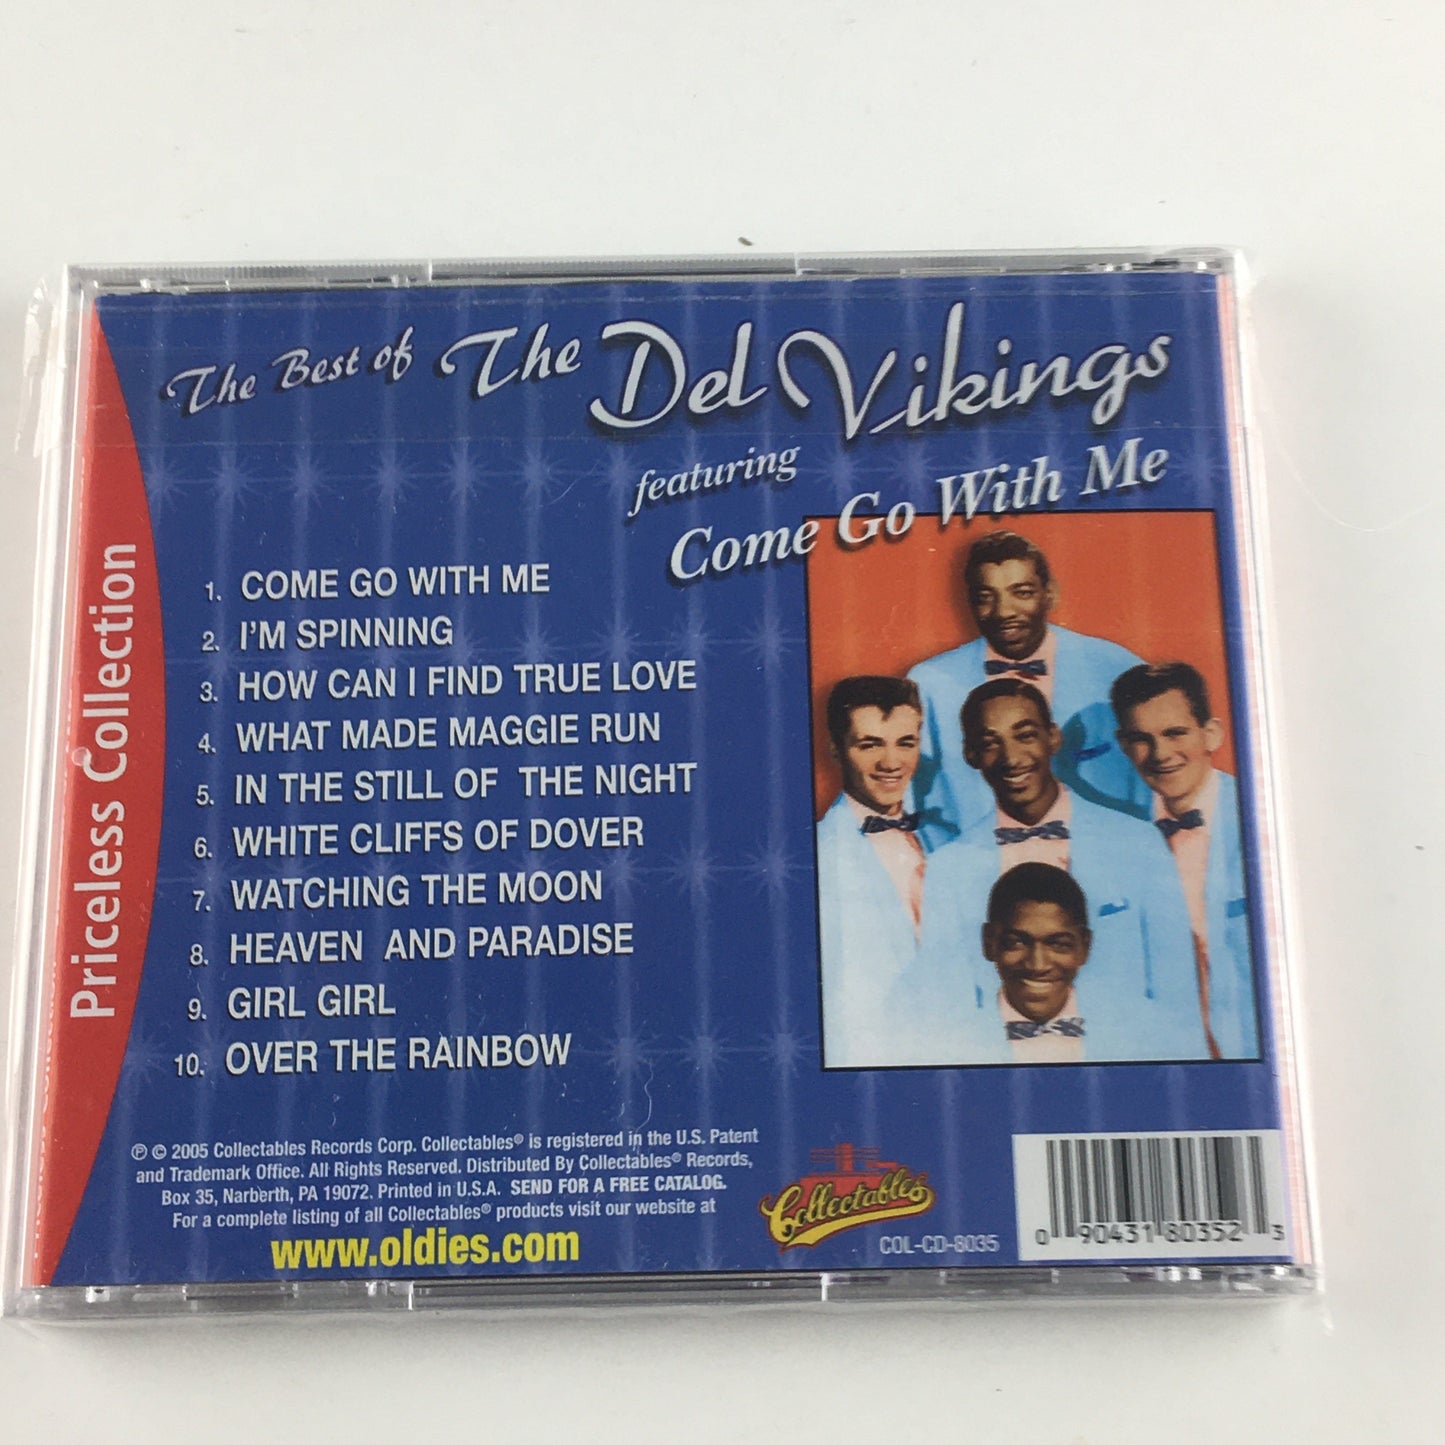 The Best of The Del Vikings
featuring
Come Go With Me
Priceless Collection
1. COME GO WITH ME
2. I'M SPINNING
3. HOW CAN I FIND TRUE LOVE
4. WHAT MADE MAGGIE RUN
5. IN THE STILL OF THE NIGHT
6. WHITE CLIFFS OF DOVER
7. WATCHING THE MOON
8. HEAVEN AND PARADISE
9. GIRL GIRL
10. OVER THE RAINBOW
℗ © 2005 Collectables Records Corp. Collectables® is registered in the U.S. Patent
and Trademark Office. All Rights Reserved. Distributed By Collectables® Records,
Box 35, Narberth, PA 19072. Printed in U.S.A. SEND FOR A FREE CATALOG.
For a complete listing of all Collectables® products visit our website at
www.oldies.com
Collectables
COL-CD-8035
0 90431 80352 3